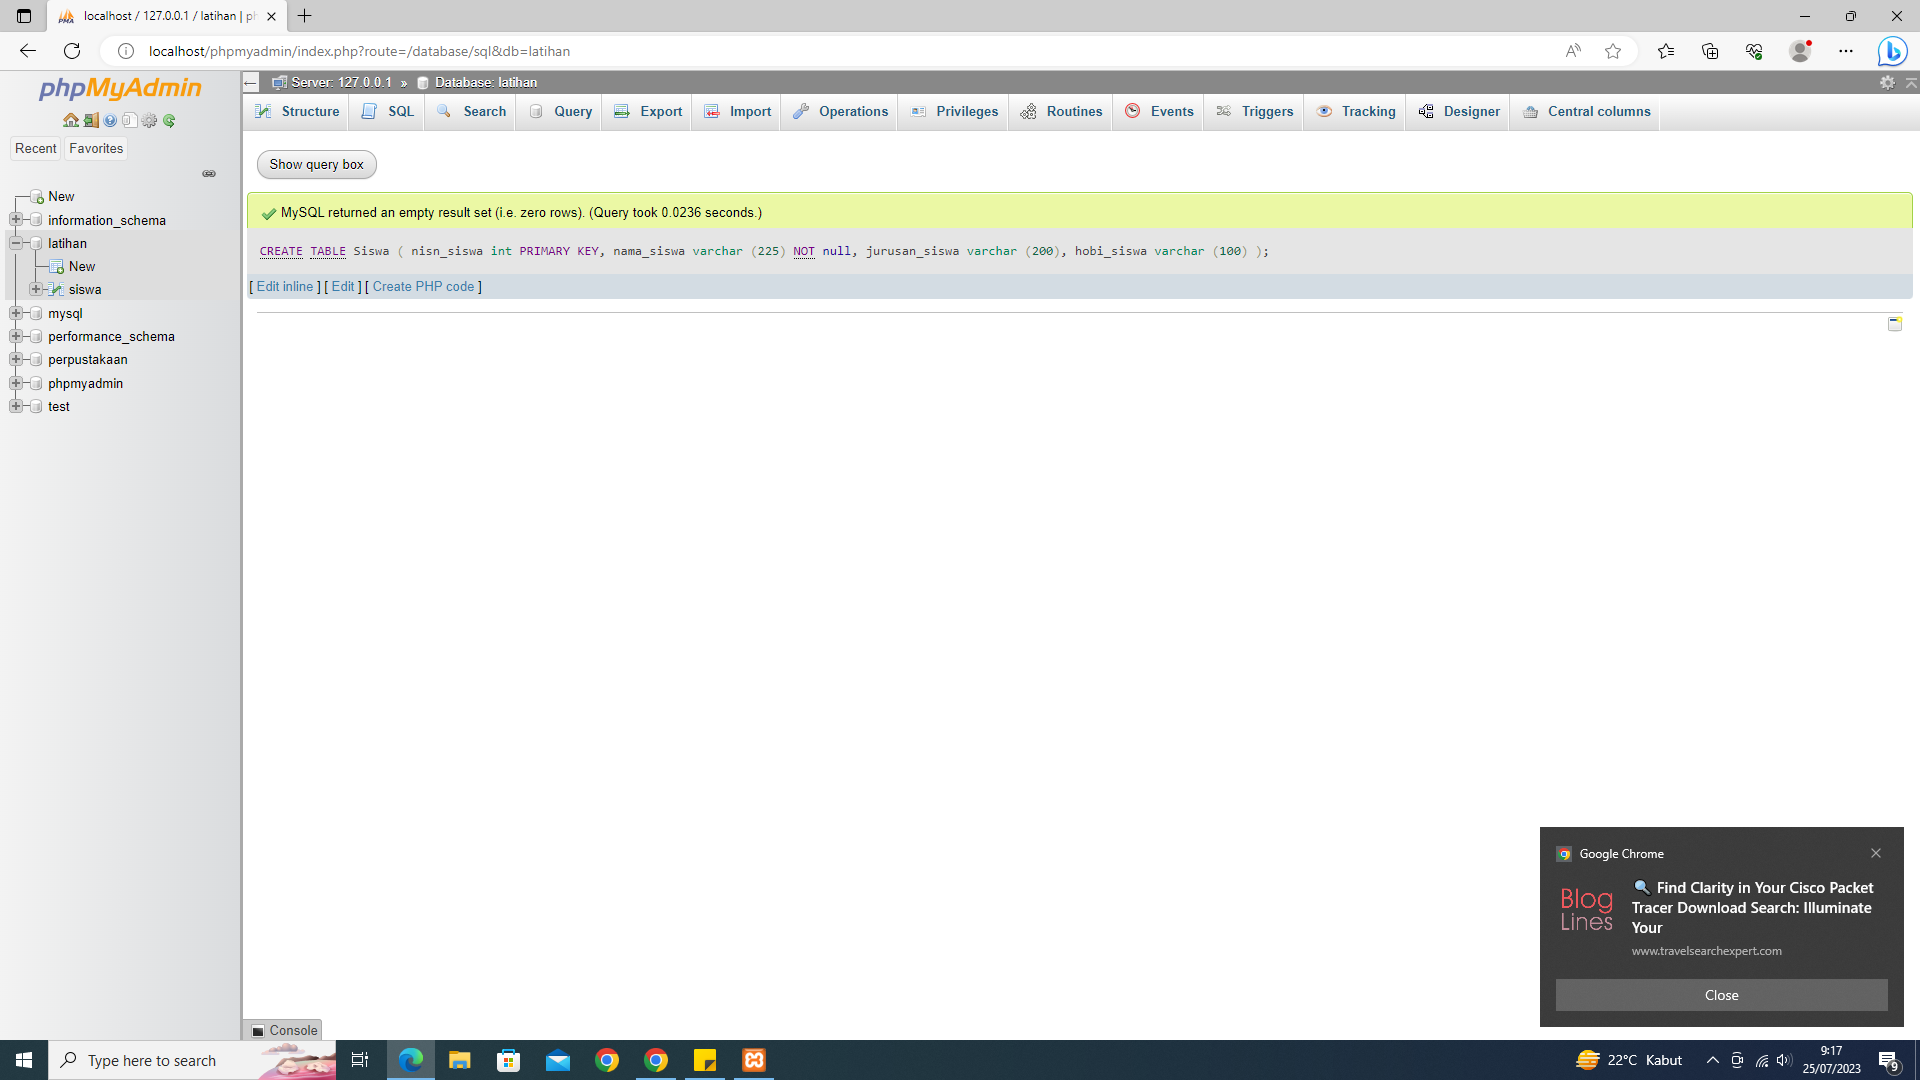 localhost / 127.0.0.1 / latihan | ph
localhost/phpmyadmin/index.php?route=/database/sql&db=latihan
phpMyAdmin
Server: 127.0.0.1 » Database: latihan
Structure SQL Search Query Export Import Operations Privileges Routines Events Triggers Tracking Designer Central columns
Recent Favorites
New
information_schema
latihan
New
siswa
mysql
performance_schema
perpustakaan
phpmyadmin
test
Show query box
MySQL returned an empty result set (i.e. zero rows). (Query took 0.0236 seconds.)
CREATE TABLE Siswa ( nisn_siswa int PRIMARY KEY, nama_siswa varchar (225) NOT null, jurusan_siswa varchar (200), hobi_siswa varchar (100) );
[ Edit inline ] [ Edit ] [ Create PHP code ]
Google Chrome
Blog
Lines
Find Clarity in Your Cisco Packet
Tracer Download Search: Illuminate
Your
www.travelsearchexpert.com
Close
Console
Type here to search
22°C Kabut
9:17
25/07/2023
9